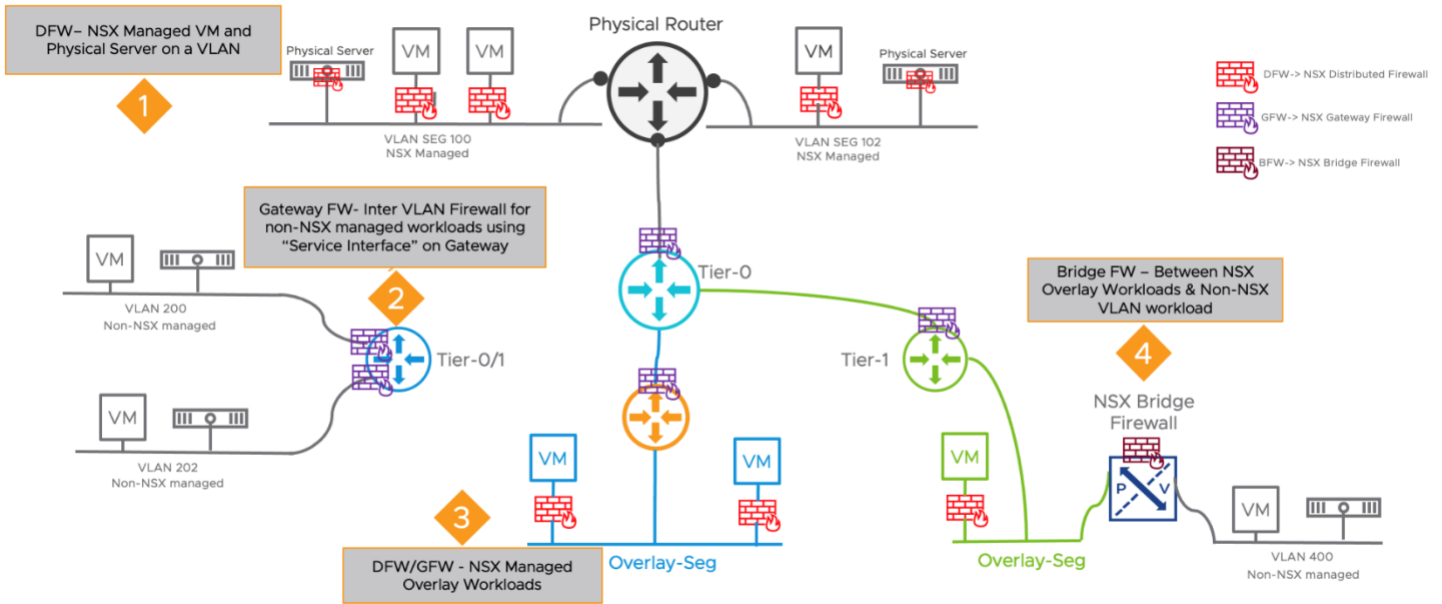 DFW– NSX Managed VM and
Physical Server on a VLAN
1
Physical Server
VM
VM
VLAN SEG 100
NSX Managed
Physical Router
VM
Physical Server
VLAN SEG 102
NSX Managed
DFW-> NSX Distributed Firewall
GFW-> NSX Gateway Firewall
BFW-> NSX Bridge Firewall
Gateway FW- Inter VLAN Firewall for
non-NSX managed workloads using
“Service Interface” on Gateway
2
VM
VLAN 200
Non-NSX managed
Tier-0/1
VM
VLAN 202
Non-NSX managed
Tier-0
Tier-1
Bridge FW – Between NSX
Overlay Workloads & Non-NSX
VLAN workload
4
NSX Bridge
Firewall
P
V
VM
VLAN 400
Non-NSX managed
3
DFW/GFW - NSX Managed
Overlay Workloads
VM
VM
Overlay-Seg
VM
Overlay-Seg